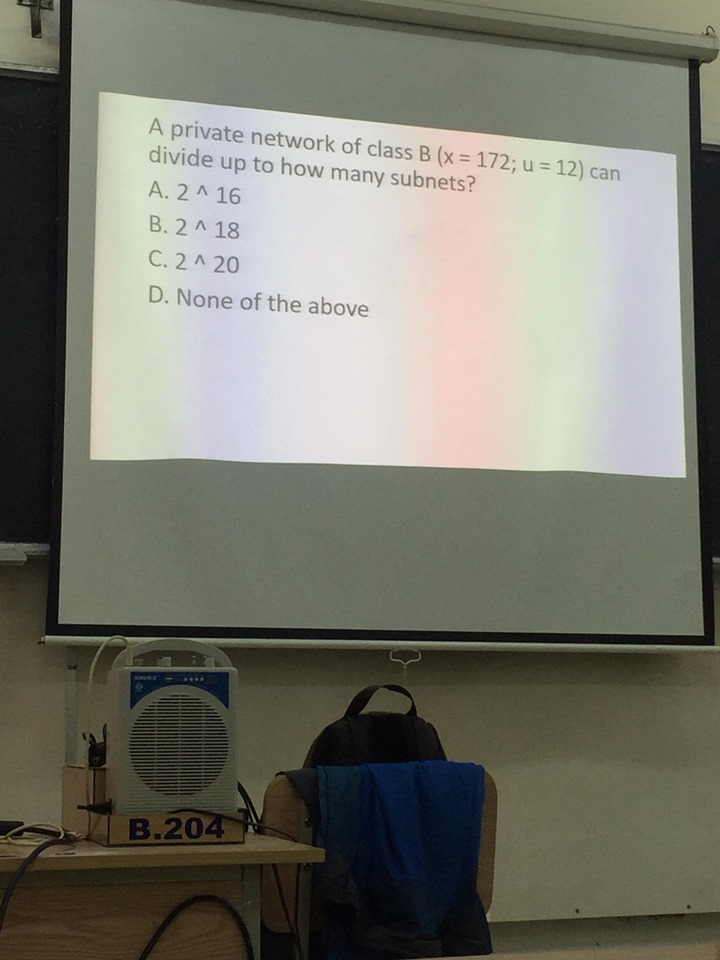 A private network of class B (x = 172; u = 12) can
divide up to how many subnets?
A. 2 ^ 16
B. 2 ^ 18
C. 2 ^ 20
D. None of the above
B.204